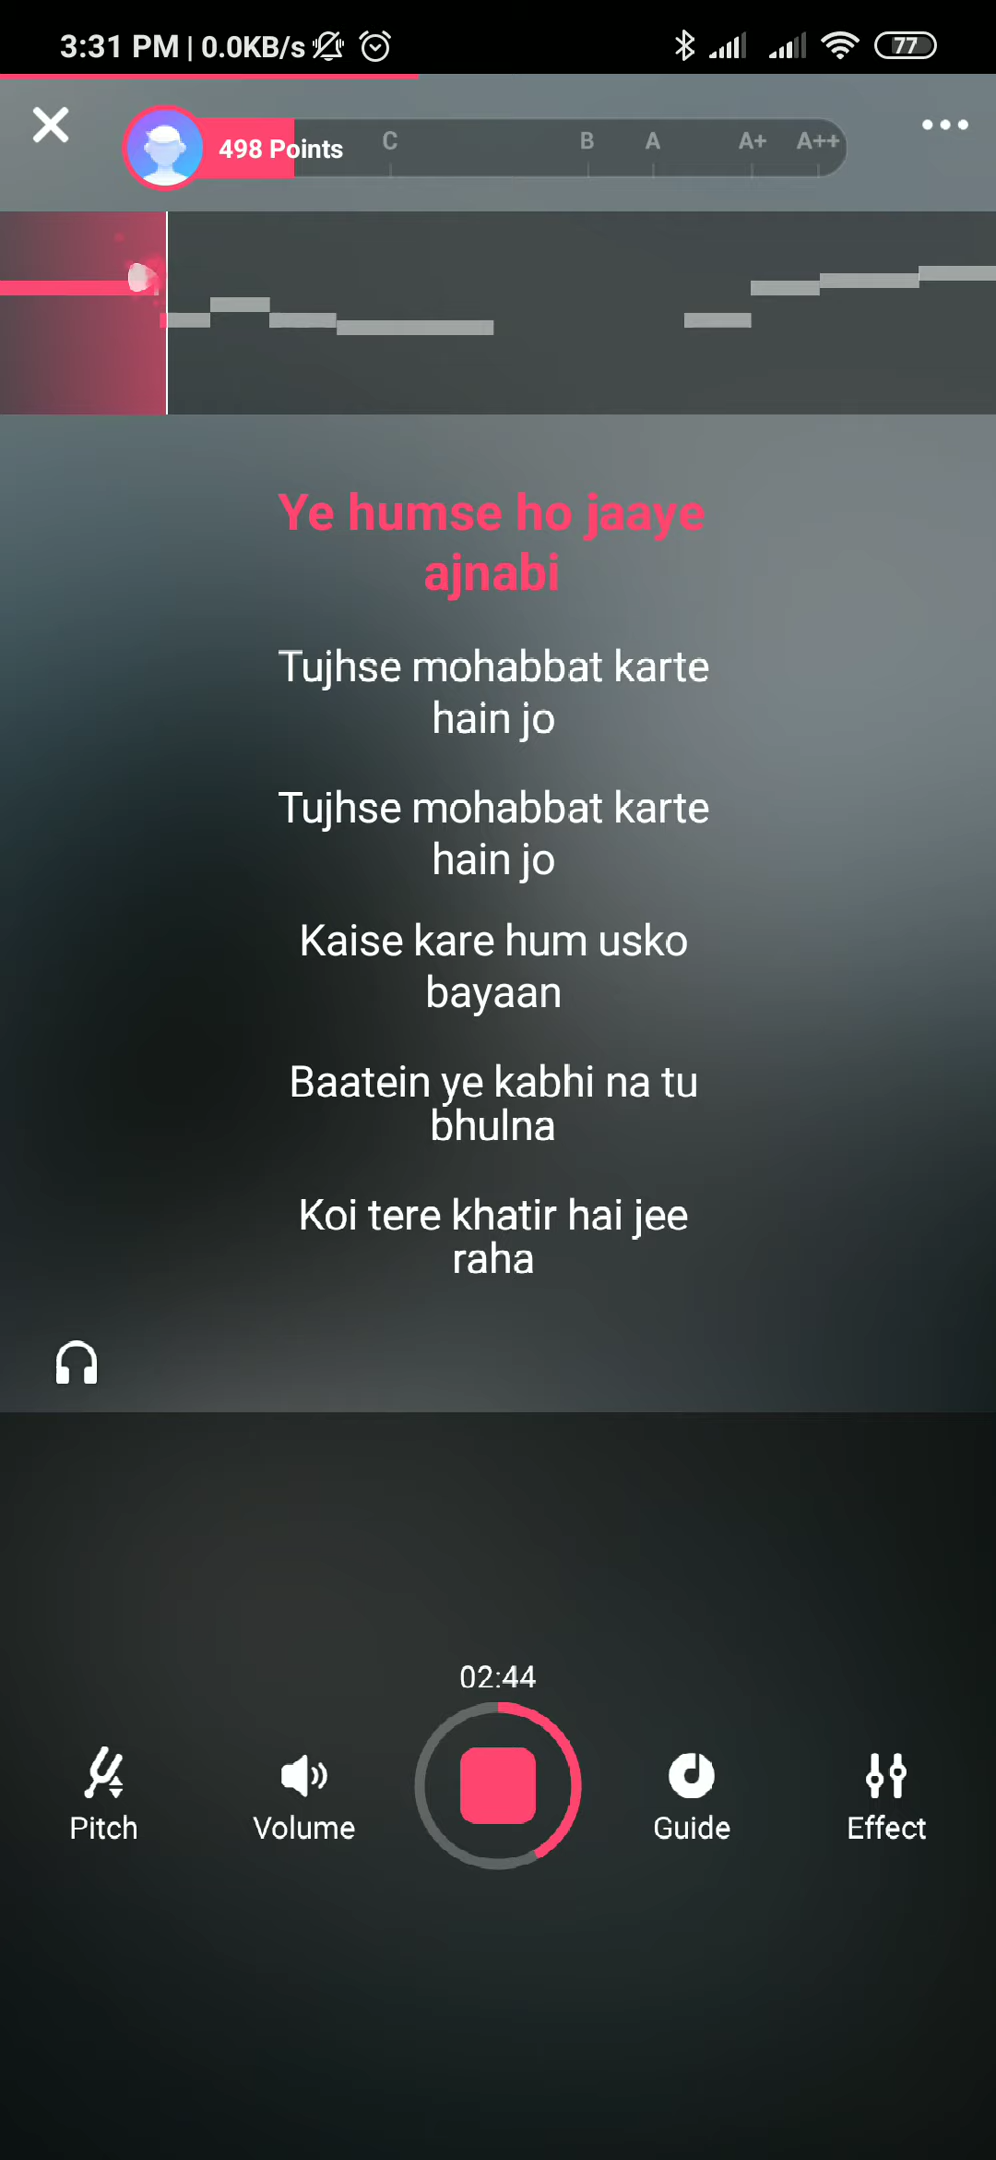 3:31 PM | 0.0KB/s 77
498 Points C B A A+ A++
Ye humse ho jaaye
ajnabi
Tujhse mohabbat karte
hain jo
Tujhse mohabbat karte
hain jo
Kaise kare hum usko
bayaan
Baatein ye kabhi na tu
bhulna
Koi tere khatir hai jee
raha
02:44
Pitch Volume Guide Effect